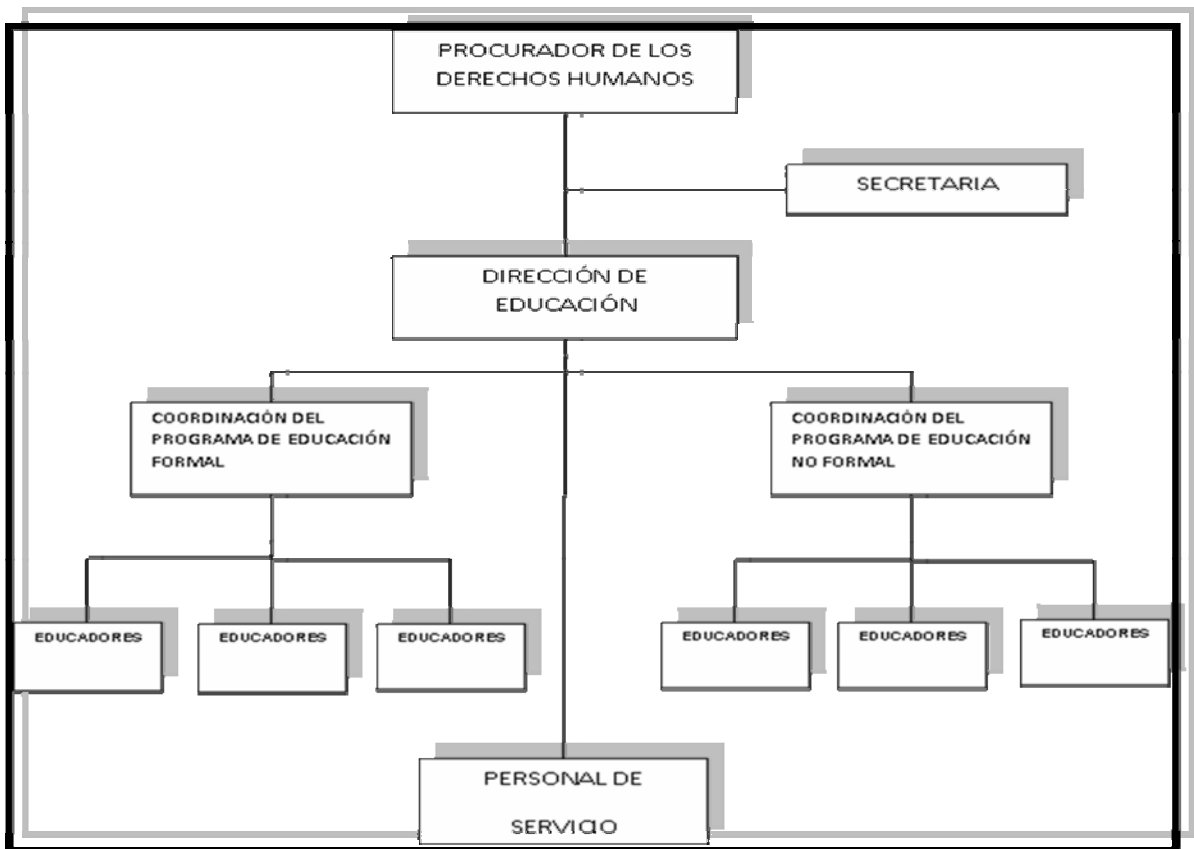 PROCURADOR DE LOS
DERECHOS HUMANOS
SECRETARIA
DIRECCIÓN DE
EDUCACIÓN
COORDINACIÓN DEL
PROGRAMA DE EDUCACIÓN
FORMAL
COORDINACIÓN DEL
PROGRAMA DE EDUCACIÓN
NO FORMAL
EDUCADORES
EDUCADORES
EDUCADORES
EDUCADORES
EDUCADORES
EDUCADORES
PERSONAL DE
SERVICIO